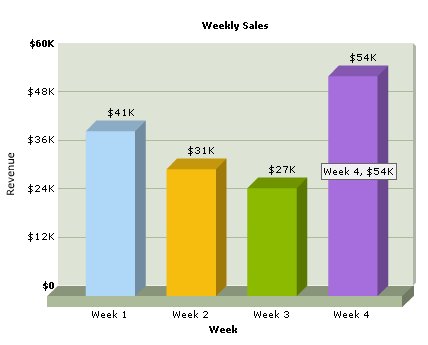 Weekly Sales
$60K
$54K
$48K
$41K
$36K
$31K
$27K
Week 4, $54K
$24K
$12K
$0
Revenue
Week 1
Week 2
Week 3
Week 4
Week